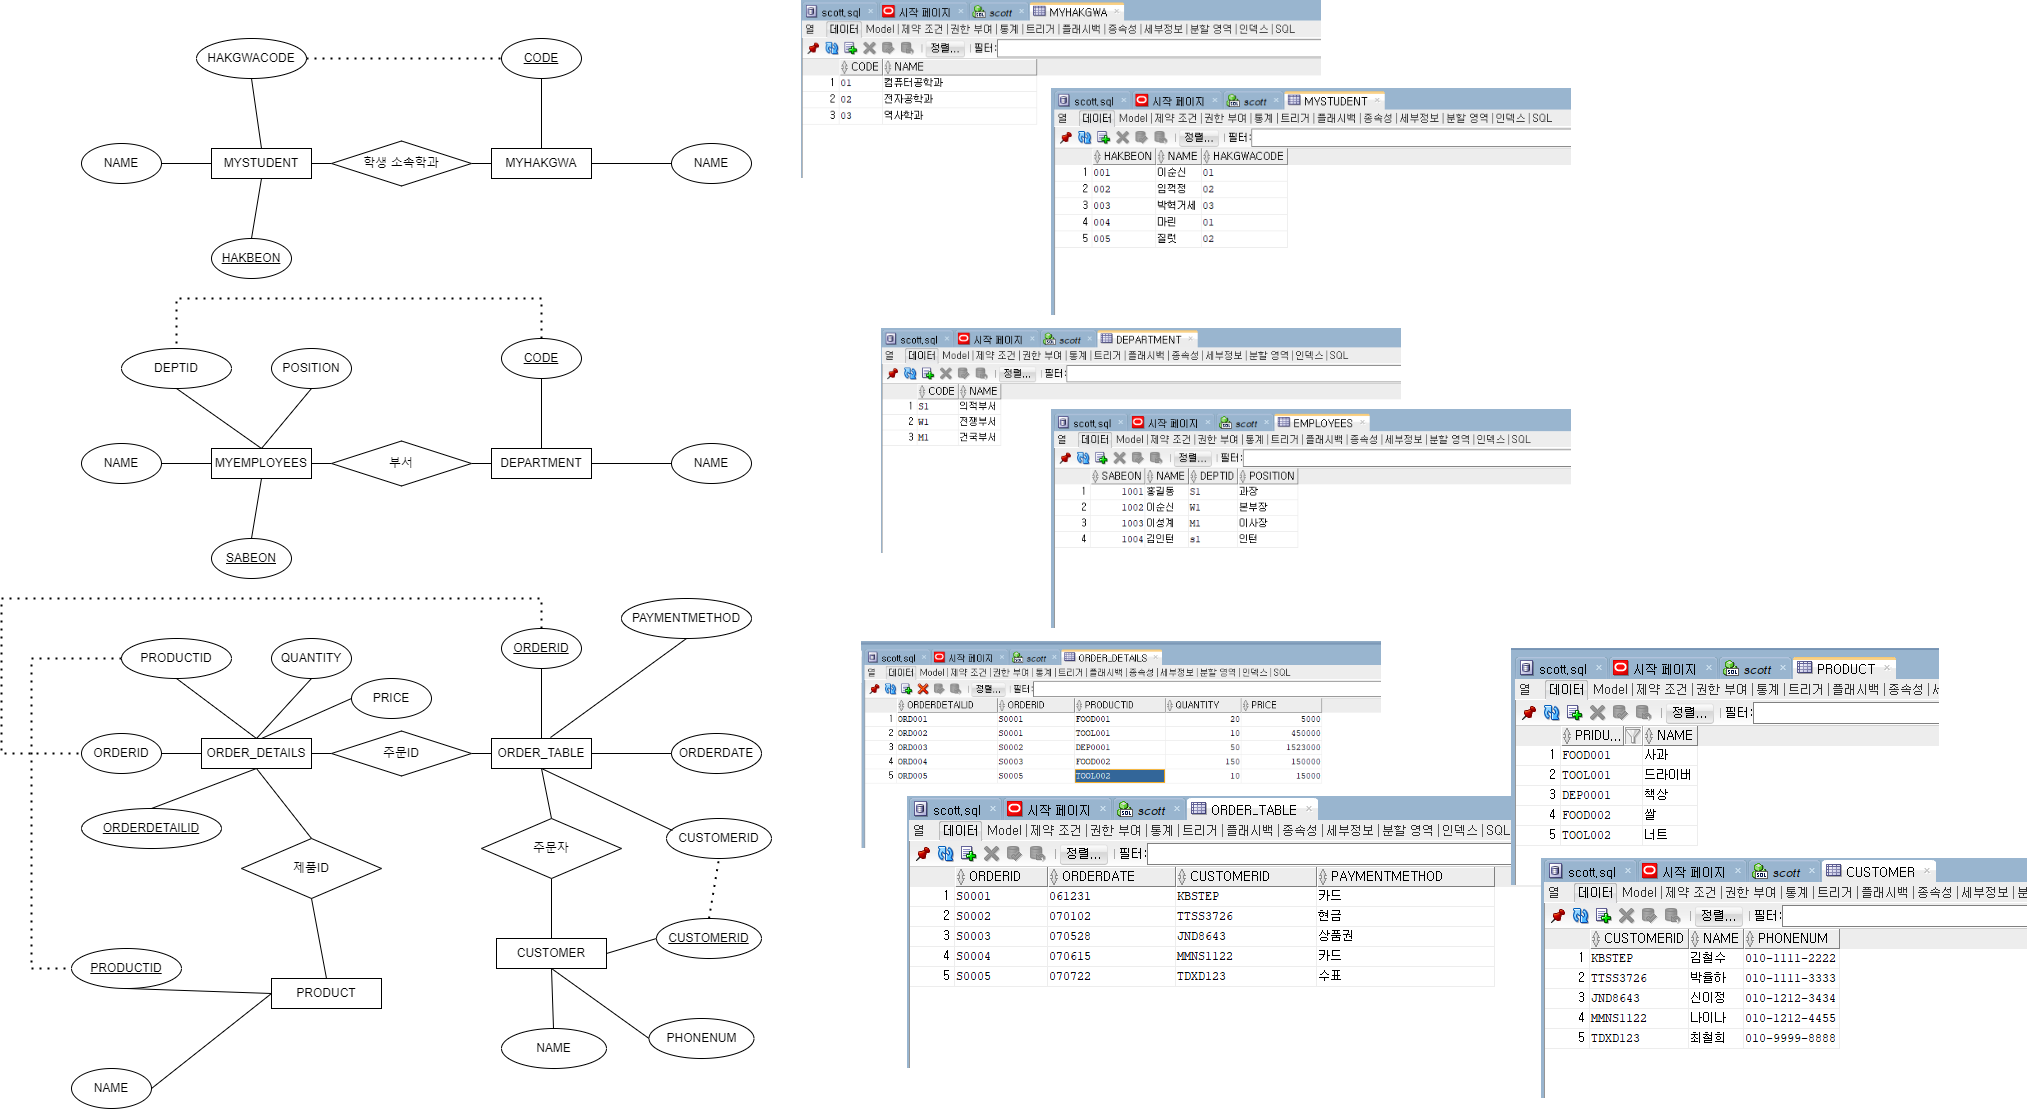 HAKGWACODE
CODE
NAME
MYSTUDENT
학생 소속학과
MYHAKGWA
NAME
HAKBEON
DEPTID
POSITION
CODE
NAME
MYEMPLOYEES
부서
DEPARTMENT
NAME
SABEON
PRODUCTID
QUANTITY
PRICE
ORDERID
PAYMENTMETHOD
ORDERID
ORDER_DETAILS
주문ID
ORDER_TABLE
ORDERDATE
ORDERDETAILID
제품ID
주문자
CUSTOMERID
PRODUCTID
PRODUCT
NAME
CUSTOMER
CUSTOMERID
NAME
PHONENUM
scott.sql 시작 페이지 scott MYHAKGWA
열 데이터 Model 제약 조건 권한 부여 통계 트리거 플래시백 종속성 세부정보 분할 영역 인덱스 SQL
정렬... 필터:
CODE NAME
1 01 컴퓨터공학과
2 02 전자공학과
3 03 역사학과
scott.sql 시작 페이지 scott MYSTUDENT
열 데이터 Model 제약 조건 권한 부여 통계 트리거 플래시백 종속성 세부정보 분할 영역 인덱스 SQL
정렬... 필터:
HAKBEON NAME HAKGWACODE
1 001 이순신 01
2 002 임꺽정 02
3 003 박혁거세 03
4 004 마린 01
5 005 질럿 02
scott.sql 시작 페이지 scott DEPARTMENT
열 데이터 Model 제약 조건 권한 부여 통계 트리거 플래시백 종속성 세부정보 분할 영역 인덱스 SQL
정렬... 필터:
CODE NAME
1 S1 의적부서
2 W1 전쟁부서
3 M1 건국부서
scott.sql 시작 페이지 scott EMPLOYEES
열 데이터 Model 제약 조건 권한 부여 통계 트리거 플래시백 종속성 세부정보 분할 영역 인덱스 SQL
정렬... 필터:
SABEON NAME DEPTID POSITION
1 1001 홍길동 S1 과장
2 1002 이순신 W1 본부장
3 1003 이성계 M1 이사장
4 1004 김인턴 s1 인턴
scott.sql 시작 페이지 scott ORDER_DETAILS
열 데이터 Model 제약 조건 권한 부여 통계 트리거 플래시백 종속성 세부정보 분할 영역 인덱스 SQL
정렬... 필터:
ORDERDETAILID ORDERID PRODUCTID QUANTITY PRICE
1 ORD001 S0001 FOOD001 20 5000
2 ORD002 S0001 TOOL001 10 450000
3 ORD003 S0002 DEP0001 50 1523000
4 ORD004 S0003 FOOD002 150 150000
5 ORD005 S0005 TOOL002 10 15000
scott.sql 시작 페이지 scott ORDER_TABLE
열 데이터 Model 제약 조건 권한 부여 통계 트리거 플래시백 종속성 세부정보 분할 영역 인덱스 SQL
정렬... 필터:
ORDERID ORDERDATE CUSTOMERID PAYMENTMETHOD
1 S0001 061231 KBSTEP 카드
2 S0002 070102 TTSS3726 현금
3 S0003 070528 JND8643 상품권
4 S0004 070615 MMNS1122 카드
5 S0005 070722 TDXD123 수표
scott.sql 시작 페이지 scott PRODUCT
열 데이터 Model 제약 조건 권한 부여 통계 트리거 플래시백 종속성
정렬... 필터:
PRIDU... NAME
1 FOOD001 사과
2 TOOL001 드라이버
3 DEP0001 책상
4 FOOD002 쌀
5 TOOL002 너트
scott.sql 시작 페이지 scott CUSTOMER
열 데이터 Model 제약 조건 권한 부여 통계 트리거 플래시백 종속성 세부정보
정렬... 필터:
CUSTOMERID NAME PHONENUM
1 KBSTEP 김철수 010-1111-2222
2 TTSS3726 박율하 010-1111-3333
3 JND8643 신이정 010-1212-3434
4 MMNS1122 나이나 010-1212-4455
5 TDXD123 최철희 010-9999-8888